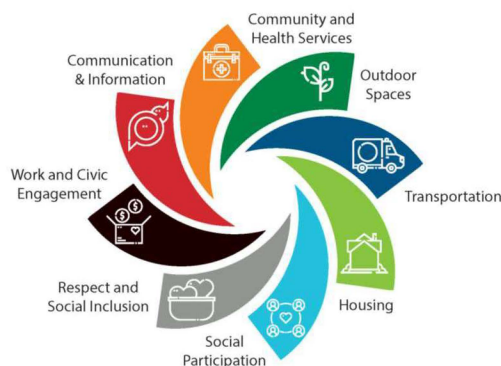 Community and
Health Services
Outdoor
Spaces
Transportation
Housing
Social
Participation
Respect and
Social Inclusion
Work and Civic
Engagement
Communication
& Information